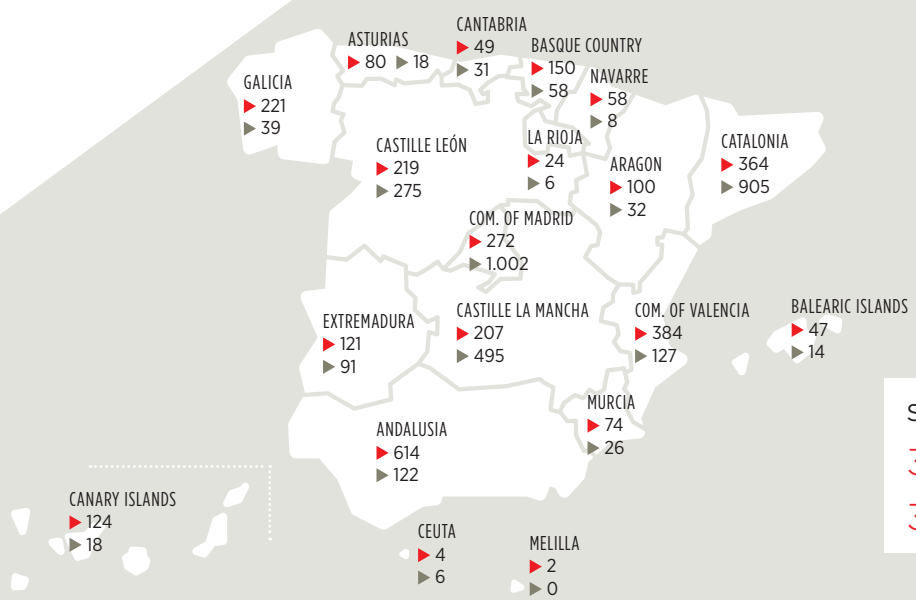 CANTABRIA
49
31
ASTURIAS
80 18
BASQUE COUNTRY
150
58
NAVARRE
58
8
GALICIA
221
39
CASTILLE LEÓN
219
275
LA RIOJA
24
6
ARAGON
100
32
CATALONIA
364
905
COM. OF MADRID
272
1.002
EXTREMADURA
121
91
CASTILLE LA MANCHA
207
495
COM. OF VALENCIA
384
127
BALEARIC ISLANDS
47
14
MURCIA
74
26
ANDALUSIA
614
122
CANARY ISLANDS
124
18
CEUTA
4
6
MELILLA
2
0